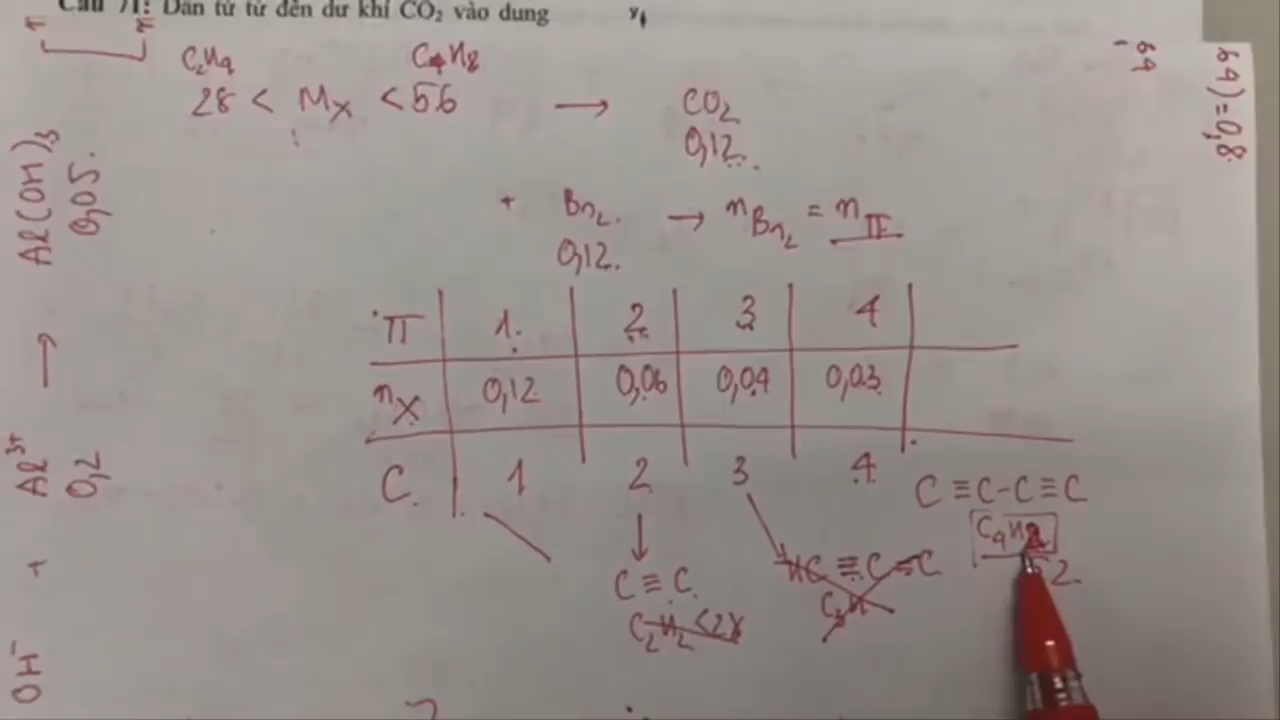 Câu 71: Dẫn từ từ đến dư khí CO₂ vào dung
π π
C₂H₄ C₄H₈
28 < Mx < 56 → CO₂
0,12
+ Br₂ → nBr₂ = nπ
0,12
π 1 2 3 4
nx 0,12 0,06 0,04 0,03
C 1 2 3 4
C≡C-C≡C
C₄H₂
C≡C
C₂H₂ <28
HC≡C=C
C₃H
OH⁻ + Al³⁺ → Al(OH)₃
0,2 0,05
64) = 0,8
64